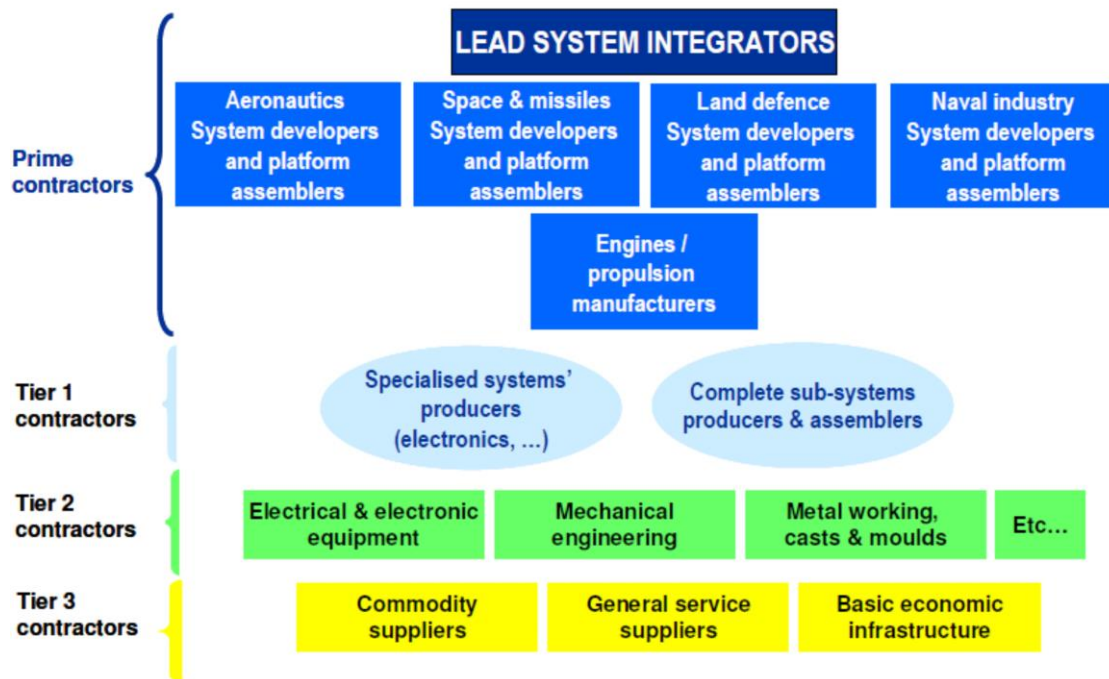 LEAD SYSTEM INTEGRATORS
Prime
contractors
Aeronautics
System developers
and platform
assemblers
Space & missiles
System developers
and platform
assemblers
Land defence
System developers
and platform
assemblers
Naval industry
System developers
and platform
assemblers
Engines /
propulsion
manufacturers
Tier 1
contractors
Specialised systems’
producers
(electronics, …)
Complete sub-systems
producers & assemblers
Tier 2
contractors
Electrical & electronic
equipment
Mechanical
engineering
Metal working,
casts & moulds
Etc…
Tier 3
contractors
Commodity
suppliers
General service
suppliers
Basic economic
infrastructure